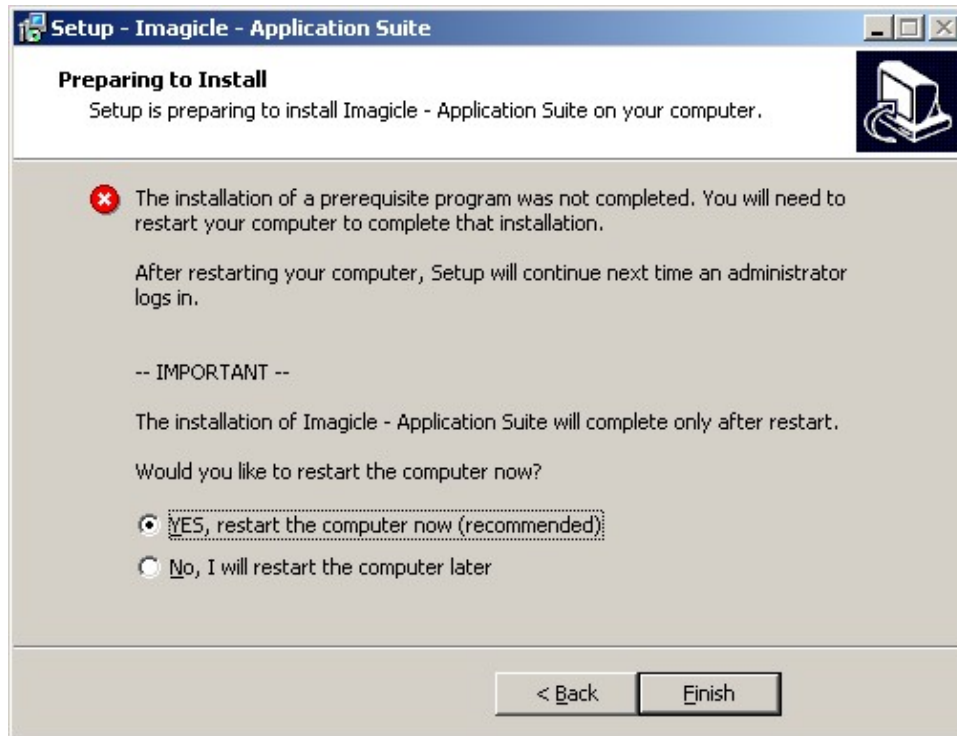 Setup - Imagicle - Application Suite
Preparing to Install
Setup is preparing to install Imagicle - Application Suite on your computer.
The installation of a prerequisite program was not completed. You will need to
restart your computer to complete that installation.
After restarting your computer, Setup will continue next time an administrator
logs in.
-- IMPORTANT --
The installation of Imagicle - Application Suite will complete only after restart.
Would you like to restart the computer now?
YES, restart the computer now (recommended)
No, I will restart the computer later
< Back
Finish